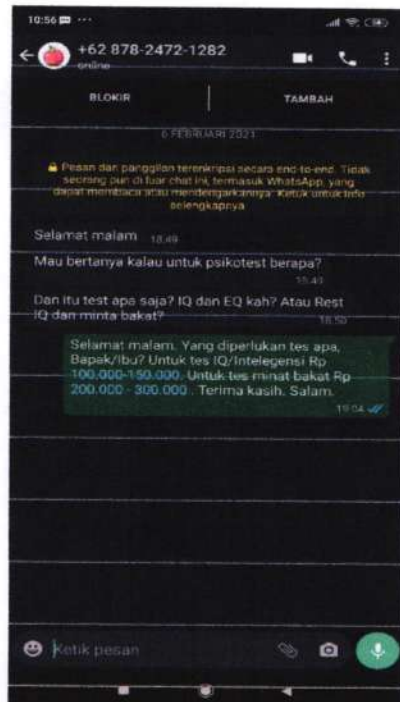 10:56
+62 878-2472-1282
online
BLOKIR
TAMBAH
6 FEBRUARI 2021
Pesan dan panggilan terenkripsi secara end-to-end. Tidak
seorang pun di luar chat ini, termasuk WhatsApp, yang
dapat membaca atau mendengarkannya. Ketuk untuk info
selengkapnya
Selamat malam 18.49
Mau bertanya kalau untuk psikotest berapa?
18.49
Dan itu test apa saja? IQ dan EQ kah? Atau Rest
IQ dan minta bakat? 18.50
Selamat malam. Yang diperlukan tes apa,
Bapak/Ibu? Untuk tes IQ/Intelegensi Rp
100.000-150.000. Untuk tes minat bakat Rp
200.000 - 300.000 . Terima kasih. Salam.
19.04
Ketik pesan